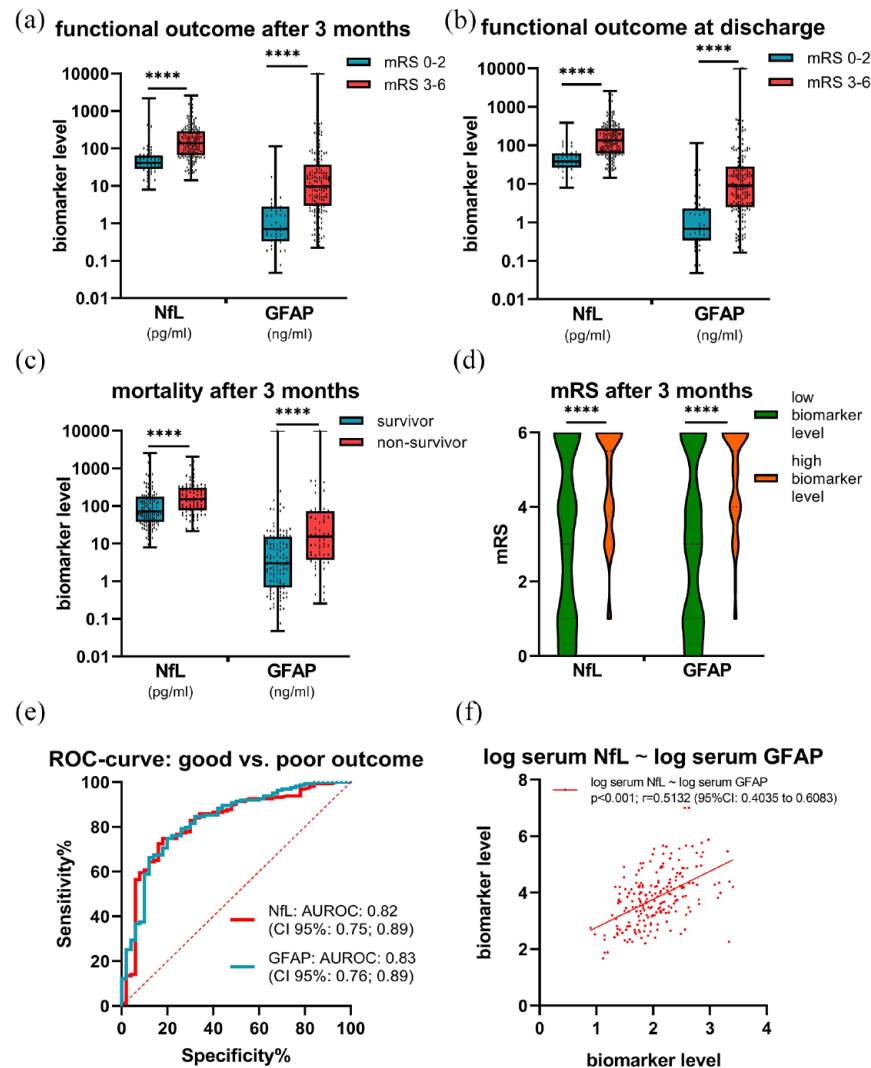 (a)
functional outcome after 3 months
mRS 0-2
mRS 3-6
****
****
10000
1000
100
10
1
0.1
0.01
biomarker level
NfL
(pg/ml)
GFAP
(ng/ml)
(b)
functional outcome at discharge
mRS 0-2
mRS 3-6
****
****
10000
1000
100
10
1
0.1
0.01
biomarker level
NfL
(pg/ml)
GFAP
(ng/ml)
(c)
mortality after 3 months
survivor
non-survivor
****
****
10000
1000
100
10
1
0.1
0.01
biomarker level
NfL
(pg/ml)
GFAP
(ng/ml)
(d)
mRS after 3 months
low
biomarker
level
high
biomarker
level
****
****
6
4
2
0
mRS
NfL
GFAP
(e)
ROC-curve: good vs. poor outcome
100
80
60
40
20
0
Sensitivity%
NfL: AUROC: 0.82
(CI 95%: 0.75; 0.89)
GFAP: AUROC: 0.83
(CI 95%: 0.76; 0.89)
0 20 40 60 80 100
Specificity%
(f)
log serum NfL ~ log serum GFAP
log serum NfL ~ log serum GFAP
p<0.001; r=0.5132 (95%CI: 0.4035 to 0.6083)
8
6
4
2
0
biomarker level
0 1 2 3 4
biomarker level